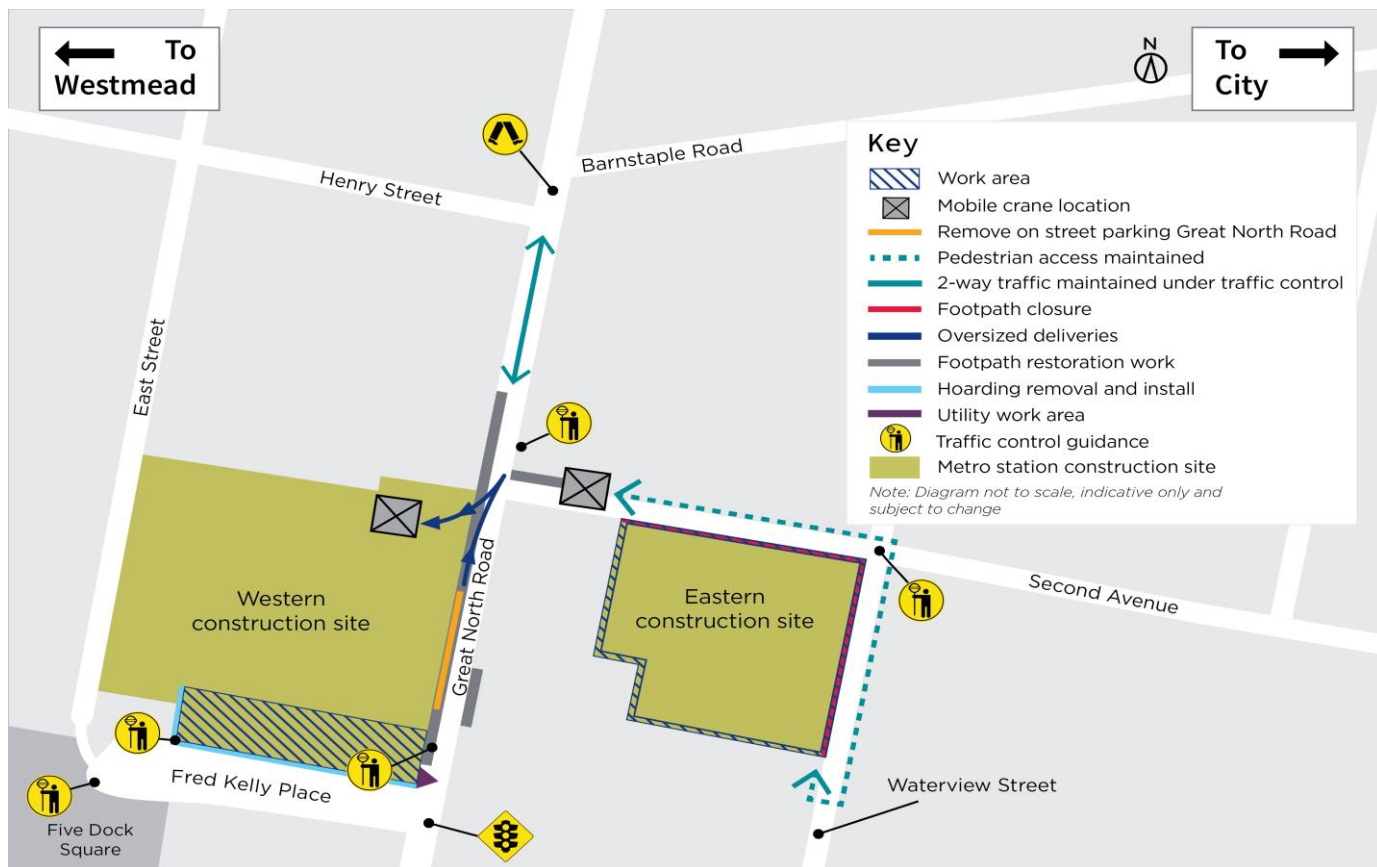 To
Westmead
N
To
City
Barnstaple Road
Henry Street
Key
Work area
Mobile crane location
Remove on street parking Great North Road
Pedestrian access maintained
2-way traffic maintained under traffic control
Footpath closure
Oversized deliveries
Footpath restoration work
Hoarding removal and install
Utility work area
Traffic control guidance
Metro station construction site
Note: Diagram not to scale, indicative only and
subject to change
East Street
Western
construction site
Great North Road
Eastern
construction site
Second Avenue
Fred Kelly Place
Waterview Street
Five Dock
Square